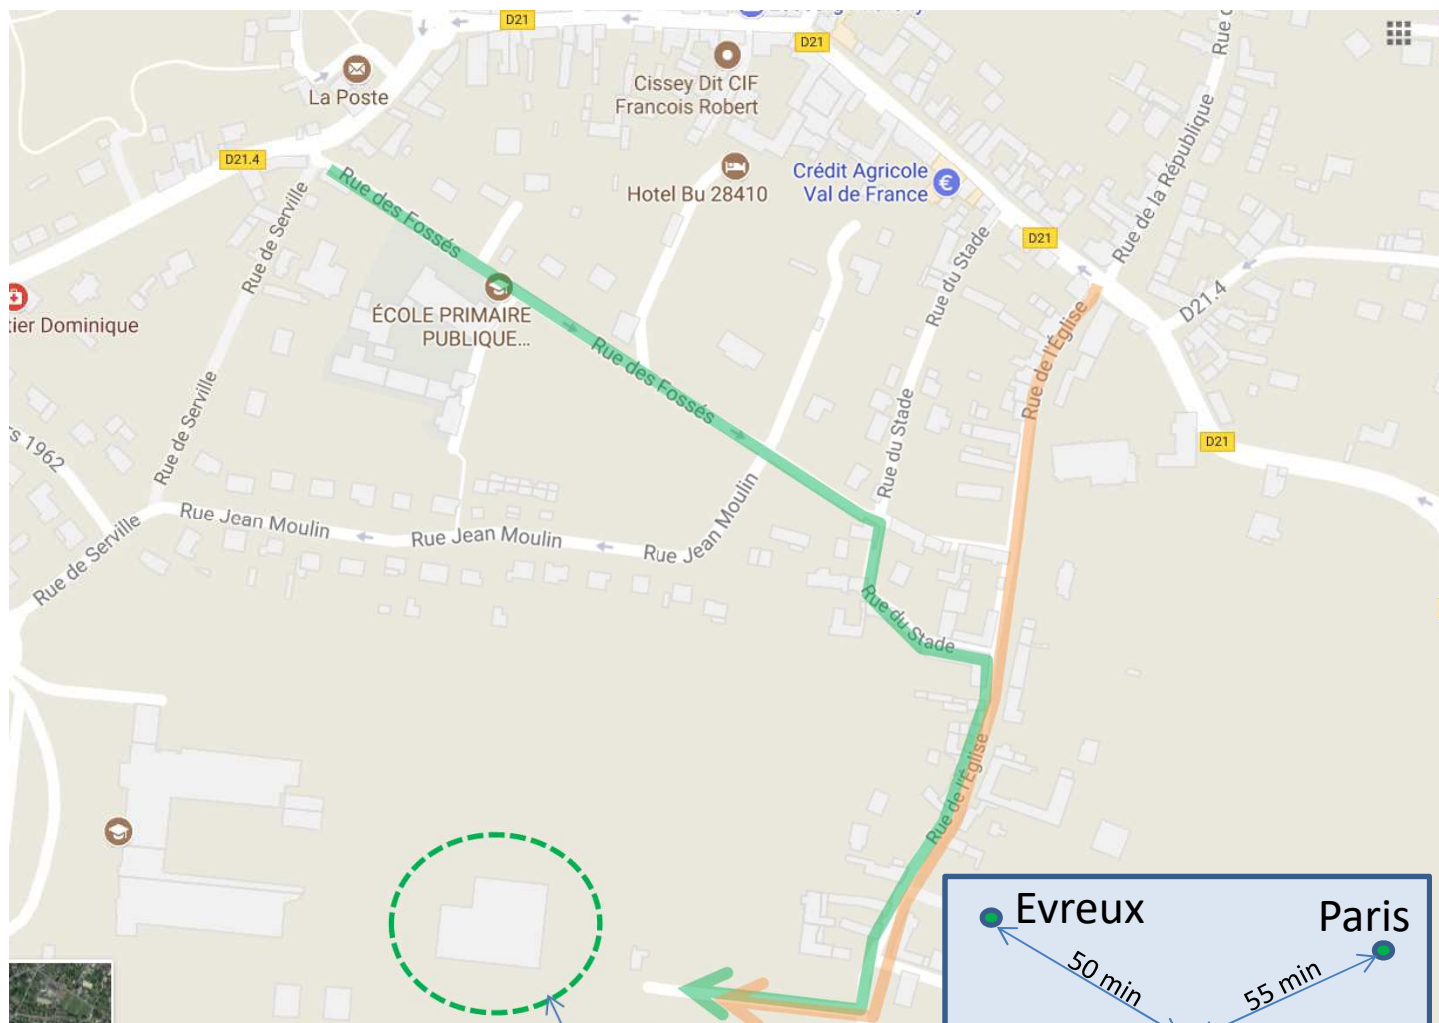 D21
D21
Cissey Dit CIF
Francois Robert
La Poste
D21.4
Rue des Fossés
Hotel Bu 28410
Crédit Agricole
Val de France
€
Rue de la République
D21
Rue du Stade
Rue de Serville
D21.4
tier Dominique
ÉCOLE PRIMAIRE
PUBLIQUE...
Rue des Fossés
Rue de l'Église
Rue du Stade
Rue de Serville
D21
s 1962
Rue Jean Moulin
Rue Jean Moulin
Rue Jean Moulin
Rue de Serville
Rue du Stade
Rue de l'Église
Evreux
Paris
50 min
55 min